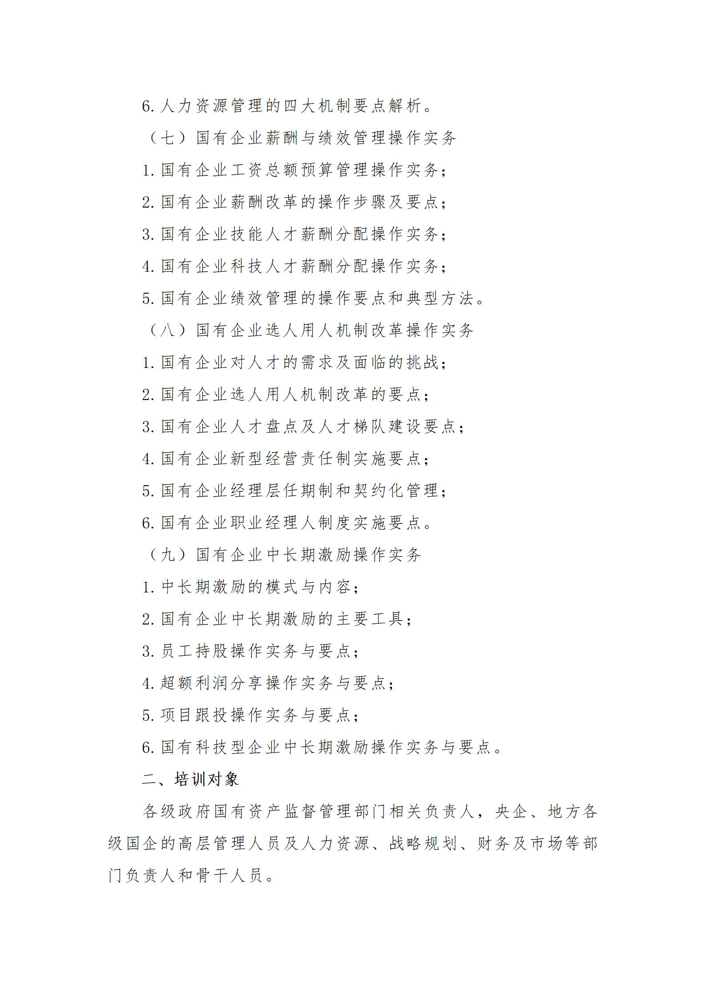 6.人力资源管理的四大机制要点解析。
（七）国有企业薪酬与绩效管理操作实务
1.国有企业工资总额预算管理操作实务；
2.国有企业薪酬改革的操作步骤及要点；
3.国有企业技能人才薪酬分配操作实务；
4.国有企业科技人才薪酬分配操作实务；
5.国有企业绩效管理的操作要点和典型方法。
（八）国有企业选人用人机制改革操作实务
1.国有企业对人才的需求及面临的挑战；
2.国有企业选人用人机制改革的要点；
3.国有企业人才盘点及人才梯队建设要点；
4.国有企业新型经营责任制实施要点；
5.国有企业经理层任期制和契约化管理；
6.国有企业职业经理人制度实施要点。
（九）国有企业中长期激励操作实务
1.中长期激励的模式与内容；
2.国有企业中长期激励的主要工具；
3.员工持股操作实务与要点；
4.超额利润分享操作实务与要点；
5.项目跟投操作实务与要点；
6.国有科技型企业中长期激励操作实务与要点。
二、培训对象
各级政府国有资产监督管理部门相关负责人，央企、地方各
级国企的高层管理人员及人力资源、战略规划、财务及市场等部
门负责人和骨干人员。